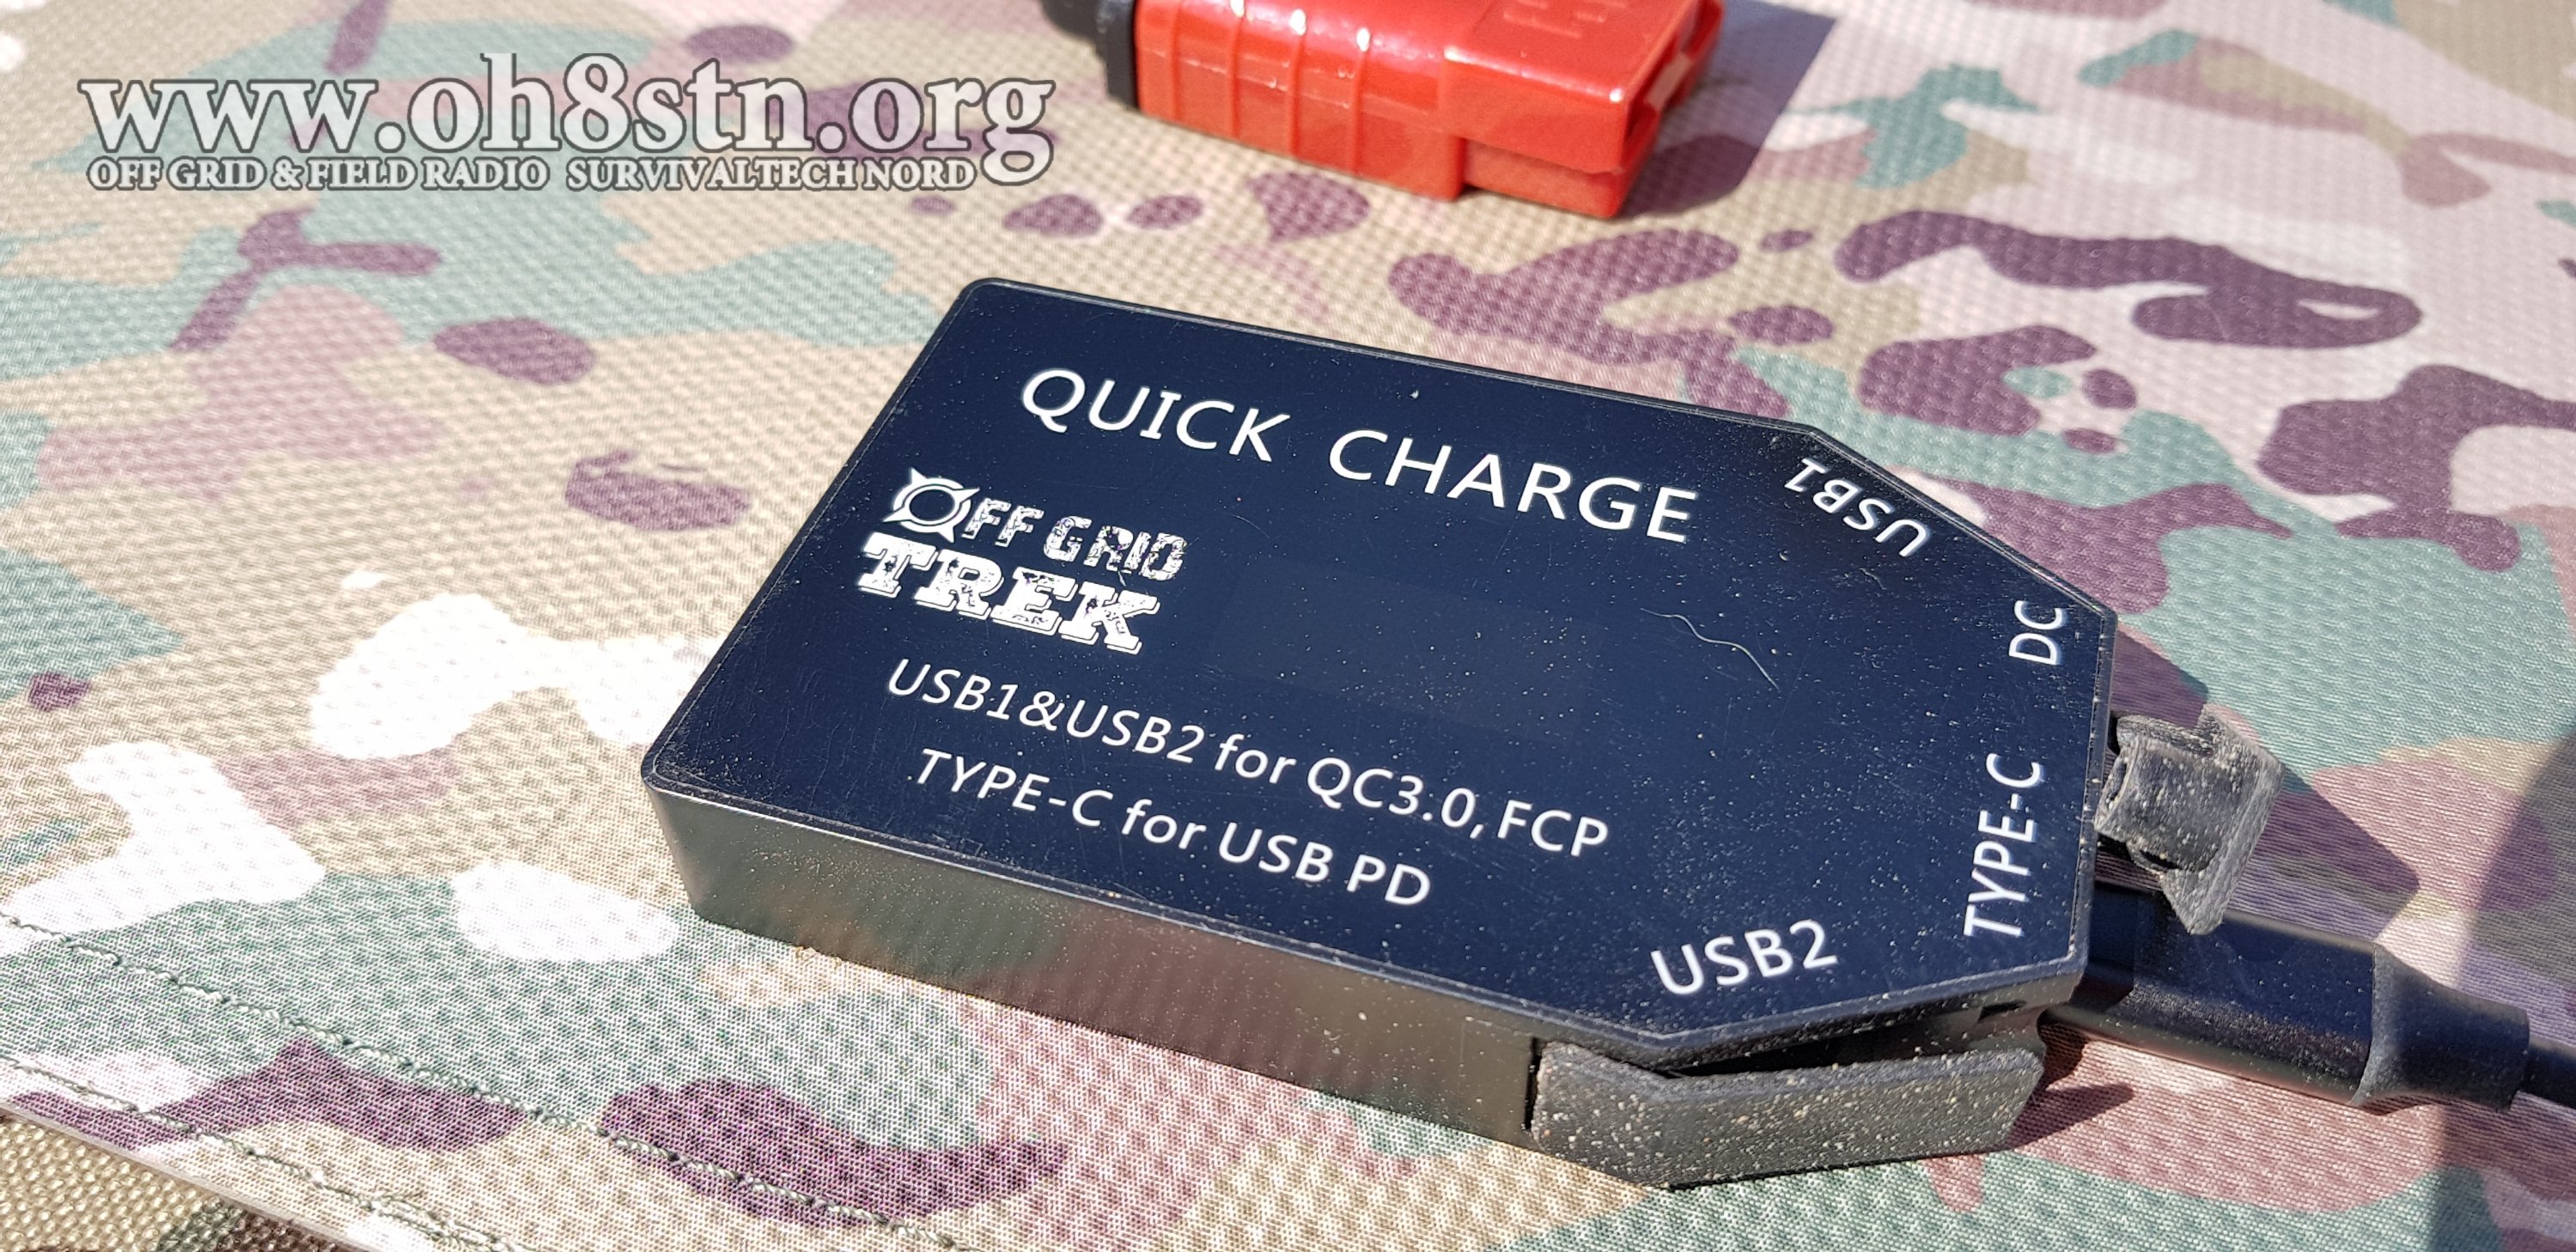 www.oh8stn.org
OFF GRID & FIELD RADIO SURVIVALTECH NORD
QUICK CHARGE
OFF GRID
TREK
USB1&USB2 for QC3.0, FCP
TYPE-C for USB PD
USB1
DC
TYPE-C
USB2